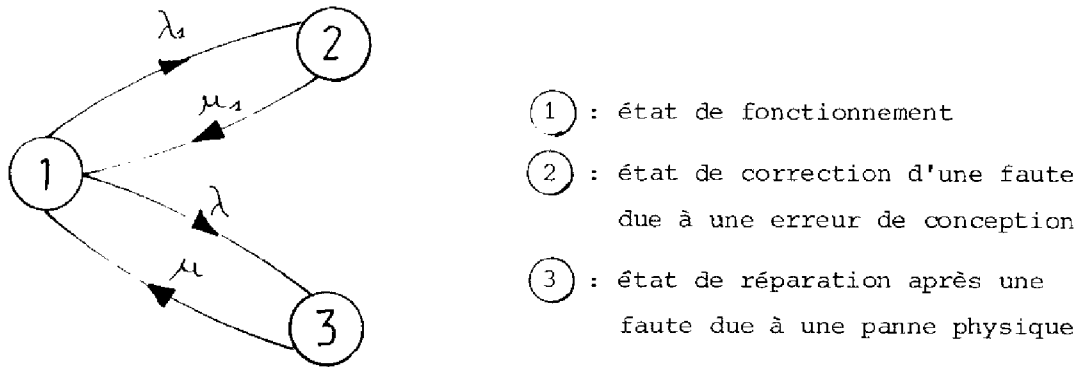 λ₁
2
μ₁
1
λ
μ
3
1 : état de fonctionnement
2 : état de correction d'une faute
due à une erreur de conception
3 : état de réparation après une
faute due à une panne physique